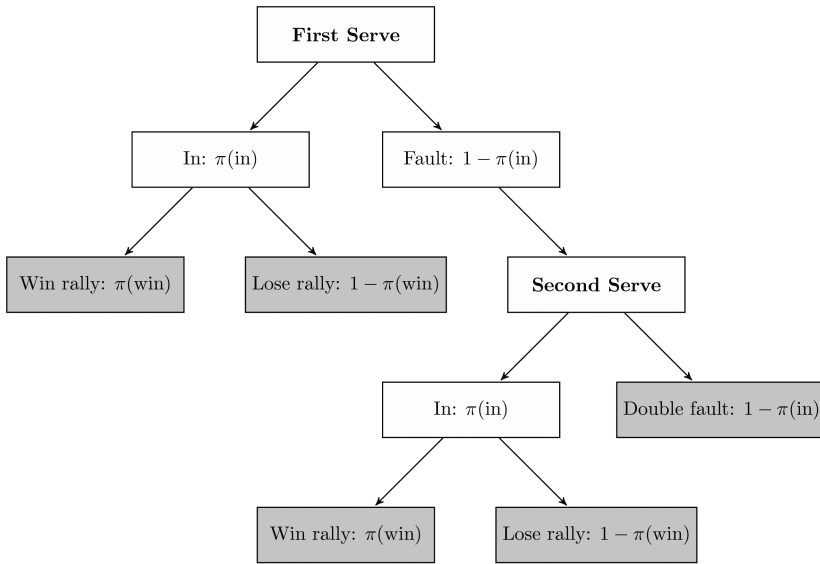 First Serve
In: π(in)
Fault: 1 − π(in)
Win rally: π(win)
Lose rally: 1 − π(win)
Second Serve
In: π(in)
Double fault: 1 − π(in)
Win rally: π(win)
Lose rally: 1 − π(win)